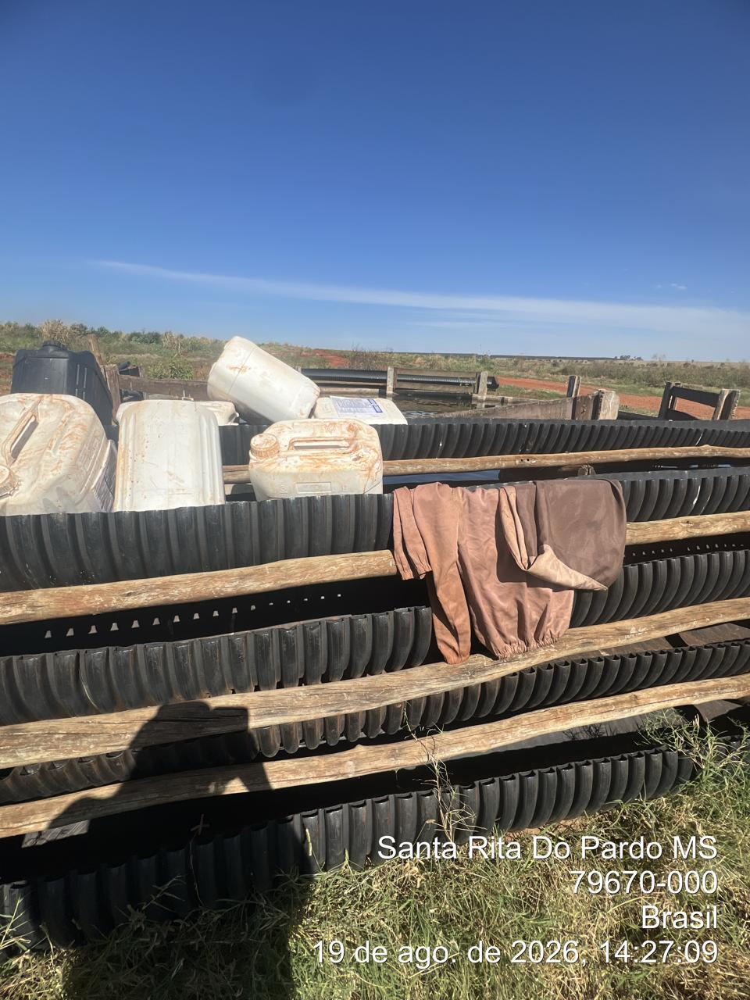 Santa Rita Do Pardo MS
79670-000
Brasil
19 de ago. de 2026, 14:27:09